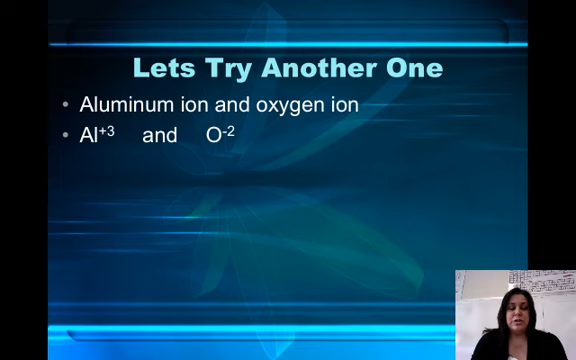 Lets Try Another One
• Aluminum ion and oxygen ion
• Al⁺³ and O⁻²